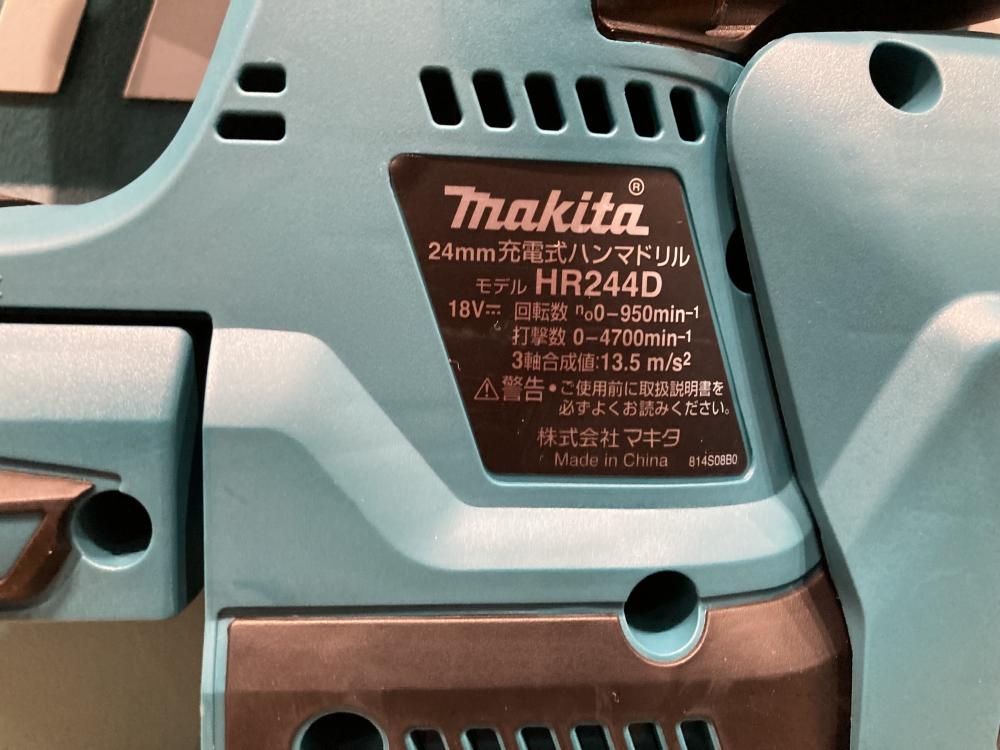 makita®
24mm充電式ハンマドリル
モデル HR244D
18V⎓ 回転数 n₀0-950min-1
打撃数 0-4700min-1
3軸合成値:13.5 m/s2
⚠警告•ご使用前に取扱説明書を
必ずよくお読みください。
株式会社マキタ
Made in China 814S08B0